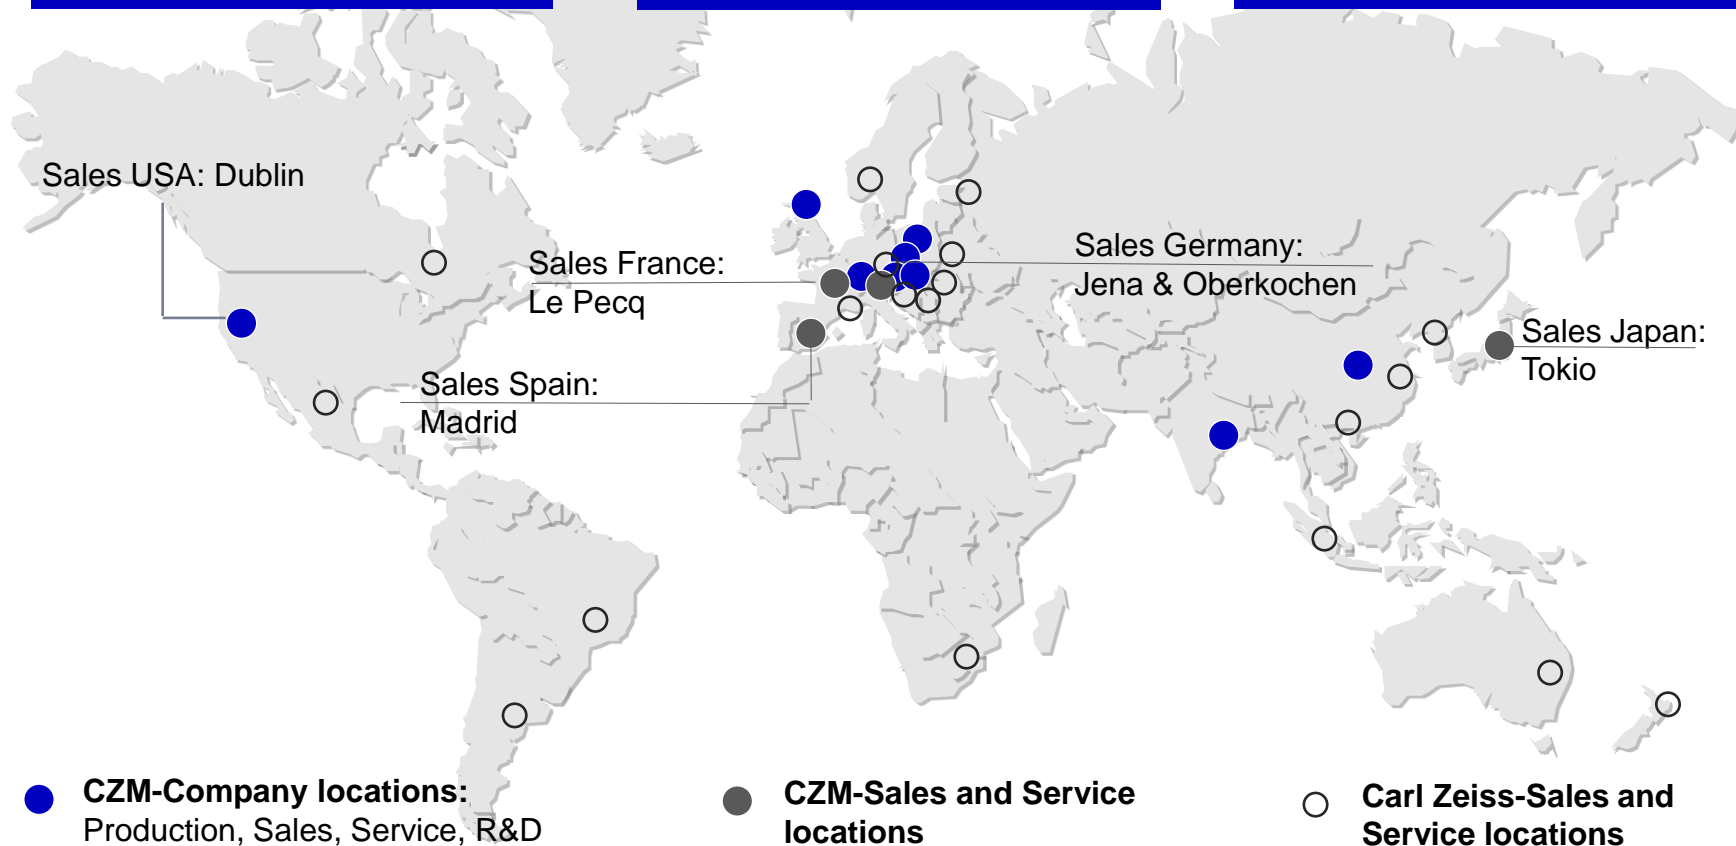 Sales USA: Dublin
Sales France:
Le Pecq
Sales Germany:
Jena & Oberkochen
Sales Japan:
Tokio
Sales Spain:
Madrid
CZM-Company locations:
Production, Sales, Service, R&D
CZM-Sales and Service
locations
Carl Zeiss-Sales and
Service locations